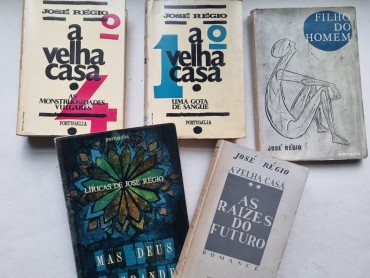 JOSÉ RÉGIO
a
velha
casa
4º
AS
MONSTRUOSIDADES
VULGARES
PORTUGÁLIA
JOSÉ RÉGIO
a
velha
casa
1º
UMA GOTA
DE SANGUE
PORTUGÁLIA
FILHO
DO
HOMEM
JOSÉ RÉGIO
portugália
LÍRICAS DE JOSÉ RÉGIO
MAS DEUS
GRANDE
JOSÉ RÉGIO
A VELHA CASA
AS
RAÍZES DO
FUTURO
ROMANCE